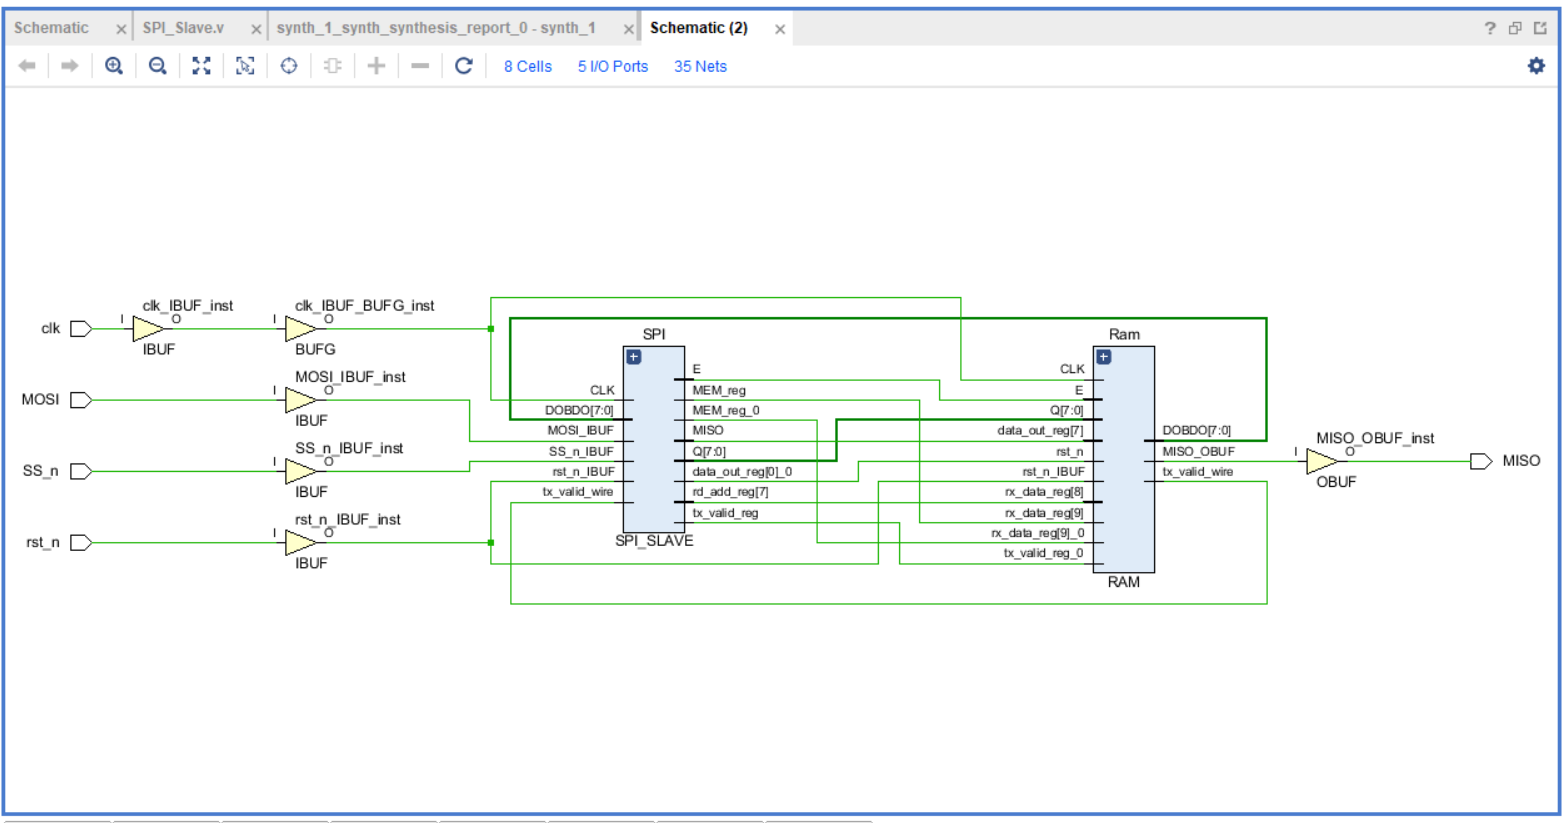 Schematic
SPI_Slave.v
synth_1_synth_synthesis_report_0 - synth_1
Schematic (2)
?
8 Cells
5 I/O Ports
35 Nets
clk
I
clk_IBUF_inst
O
IBUF
I
clk_IBUF_BUFG_inst
O
BUFG
MOSI
I
MOSI_IBUF_inst
O
IBUF
SS_n
I
SS_n_IBUF_inst
O
IBUF
rst_n
I
rst_n_IBUF_inst
O
IBUF
SPI
CLK
DOBDO[7:0]
MOSI_IBUF
SS_n_IBUF
rst_n_IBUF
tx_valid_wire
E
MEM_reg
MEM_reg_0
MISO
Q[7:0]
data_out_reg[0]_0
rd_add_reg[7]
tx_valid_reg
SPI_SLAVE
Ram
CLK
E
Q[7:0]
data_out_reg[7]
rst_n
rst_n_IBUF
rx_data_reg[8]
rx_data_reg[9]
rx_data_reg[9]_0
tx_valid_reg_0
DOBDO[7:0]
MISO_OBUF
tx_valid_wire
RAM
I
MISO_OBUF_inst
O
OBUF
MISO